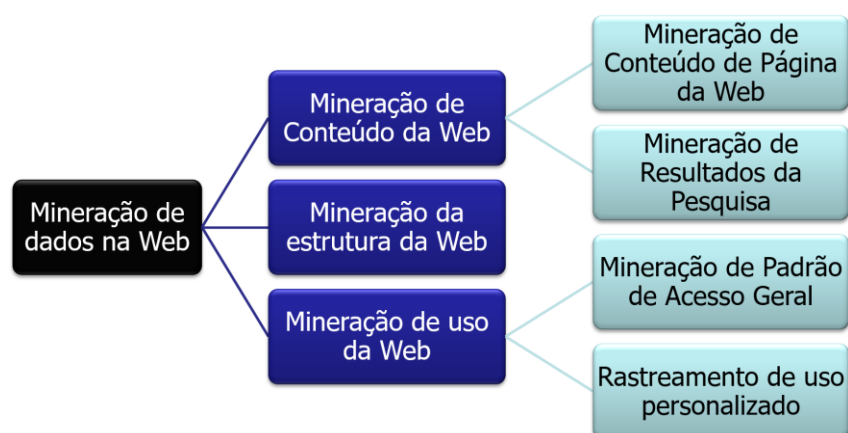 Mineração de
dados na Web
Mineração de
Conteúdo da Web
Mineração da
estrutura da Web
Mineração de uso
da Web
Mineração de
Conteúdo de Página
da Web
Mineração de
Resultados da
Pesquisa
Mineração de Padrão
de Acesso Geral
Rastreamento de uso
personalizado